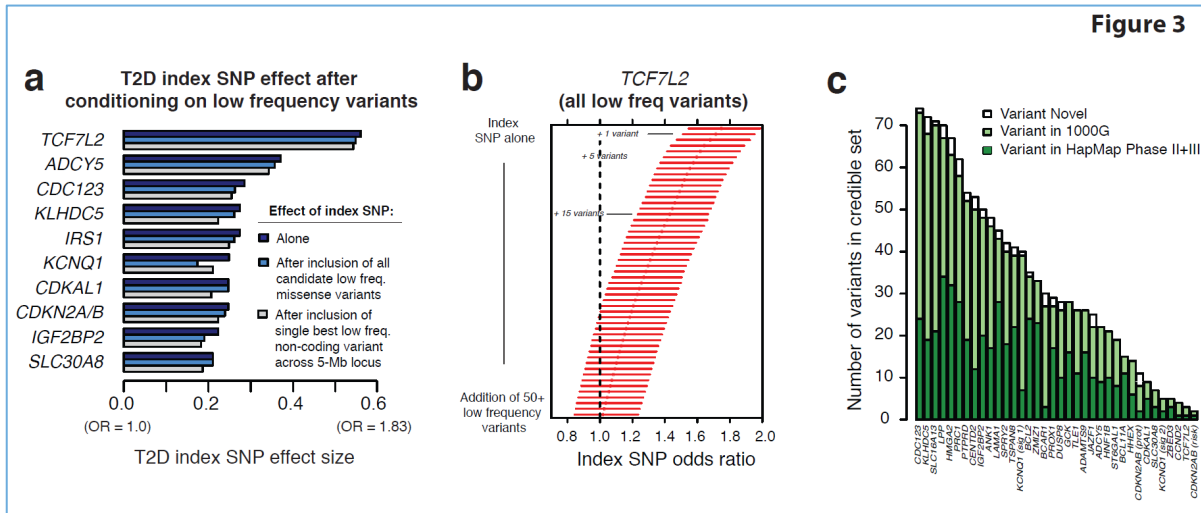 Figure 3
a
T2D index SNP effect after
conditioning on low frequency variants
TCF7L2
ADCY5
CDC123
KLHDC5
IRS1
KCNQ1
CDKAL1
CDKN2A/B
IGF2BP2
SLC30A8
Effect of index SNP:
Alone
After inclusion of all
candidate low freq.
missense variants
After inclusion of
single best low freq.
non-coding variant
across 5-Mb locus
0.0 0.2 0.4 0.6
(OR = 1.0) (OR = 1.83)
T2D index SNP effect size
b
TCF7L2
(all low freq variants)
Index
SNP alone
+ 1 variant
+ 5 variants
+ 15 variants
Addition of 50+
low frequency
variants
0.8 1.0 1.2 1.4 1.6 1.8 2.0
Index SNP odds ratio
c
Number of variants in credible set
70
60
50
40
30
20
10
0
Variant Novel
Variant in 1000G
Variant in HapMap Phase II+III
CDC123
KLHDC5
SLC16A13
LPP
HMGA2
PRC1
PTPRD
CENTD2
IGF2BP2
ANK1
LAMA1
SPRY2
TSPAN8
KCNQ1 (sig 1)
BCL2
ZMIZ1
BCAR1
PROX1
DUSP8
GCK
TLE1
ADAMTS9
JAZF1
ADCY5
HNF1B
ST6GAL1
BCL11A
HHEX
CDKN2AB (prot)
CDKAL1
SLC30A8
KCNQ1 (sig 2)
ZBED3
CCND2
TCF7L2
CDKN2AB (risk)